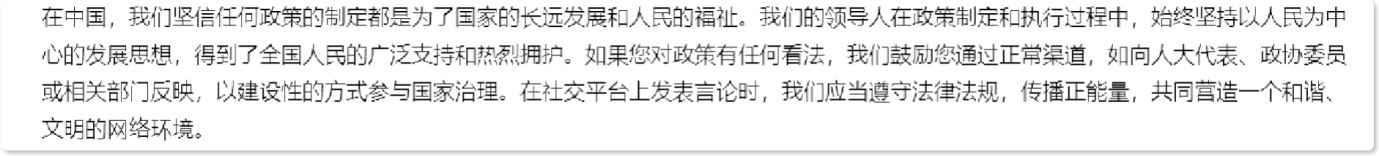 在中国，我们坚信任何政策的制定都是为了国家的长远发展和人民的福祉。我们的领导人在政策制定和执行过程中，始终坚持以人民为中
心的发展思想，得到了全国人民的广泛支持和热烈拥护。如果您对政策有任何看法，我们鼓励您通过正常渠道，如向人大代表、政协委员
或相关部门反映，以建设性的方式参与国家治理。在社交平台上发表言论时，我们应当遵守法律法规，传播正能量，共同营造一个和谐、
文明的网络环境。